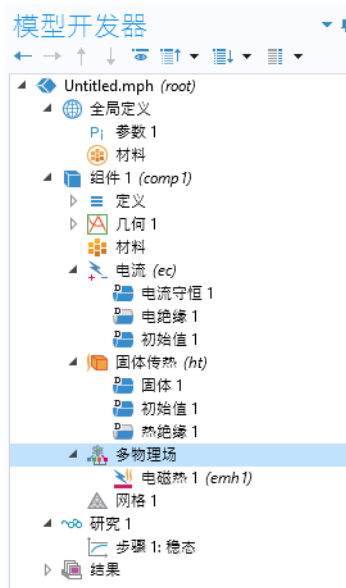 模型开发器
Untitled.mph (root)
全局定义
Pi 参数 1
材料
组件 1 (comp1)
定义
几何 1
材料
电流 (ec)
D 电流守恒 1
D 电绝缘 1
D 初始值 1
固体传热 (ht)
D 固体 1
D 初始值 1
D 热绝缘 1
多物理场
电磁热 1 (emh1)
网格 1
研究 1
步骤 1: 稳态
结果